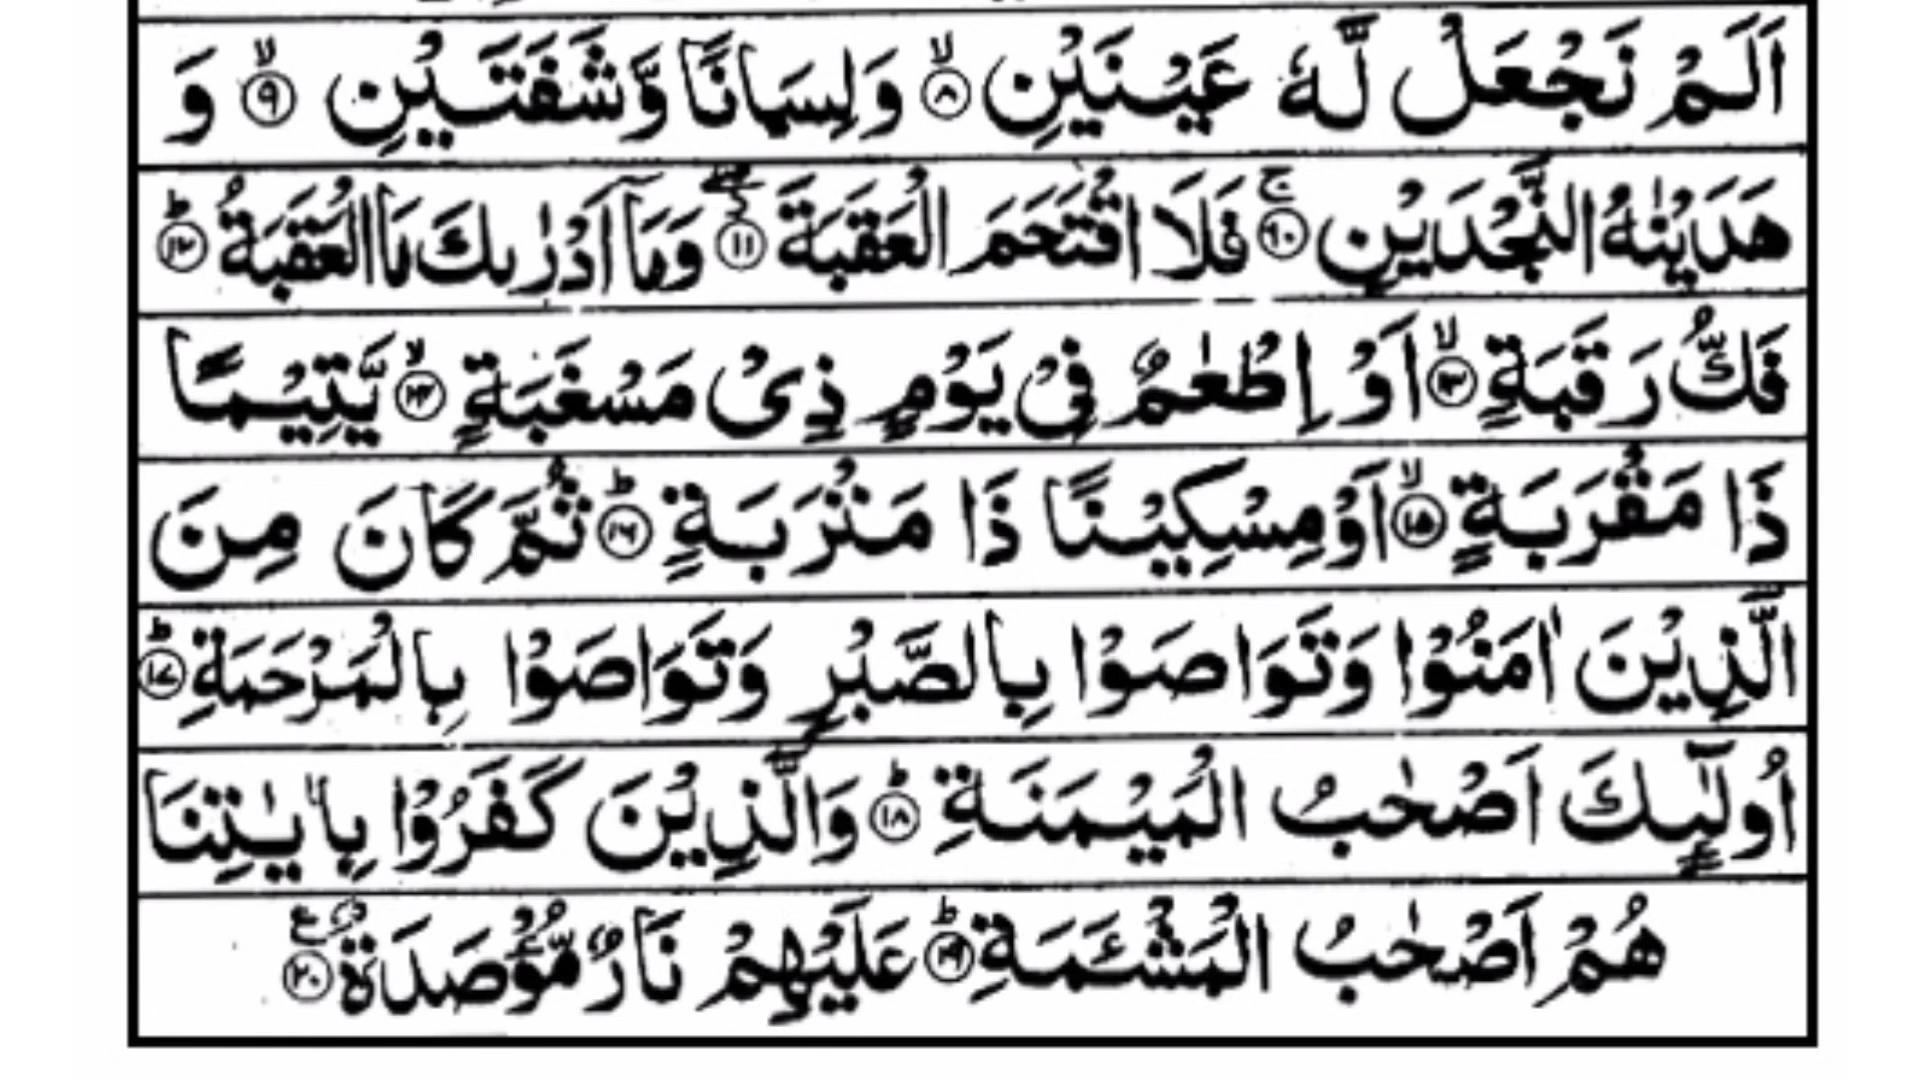 اَلَمْ نَجْعَلْ لَّهٗ عَيْنَيْنِ ۙ﴿۸﴾ وَلِسَانًا وَّشَفَتَيْنِ ۙ﴿۹﴾ وَ
هَدَيْنٰهُ النَّجْدَيْنِ ۚ﴿۱۰﴾ فَلَا اقْتَحَمَ الْعَقَبَةَ ﴿۱۱﴾ وَمَاۤ اَدْرٰىكَ مَا الْعَقَبَةُ ؕ﴿۱۲﴾
فَكُّ رَقَبَةٍ ۙ﴿۱۳﴾ اَوْ اِطْعٰمٌ فِيْ يَوْمٍ ذِيْ مَسْغَبَةٍ ۙ﴿۱۴﴾ يَّتِيْمًا
ذَا مَقْرَبَةٍ ۙ﴿۱۵﴾ اَوْ مِسْكِيْنًا ذَا مَتْرَبَةٍ ؕ﴿۱۶﴾ ثُمَّ كَانَ مِنَ
الَّذِيْنَ اٰمَنُوْا وَتَوَاصَوْا بِالصَّبْرِ وَتَوَاصَوْا بِالْمَرْحَمَةِ ؕ﴿۱۷﴾
اُولٰٓئِكَ اَصْحٰبُ الْمَيْمَنَةِ ؕ﴿۱۸﴾ وَالَّذِيْنَ كَفَرُوْا بِاٰيٰتِنَا
هُمْ اَصْحٰبُ الْمَشْـَٔمَةِ ؕ﴿۱۹﴾ عَلَيْهِمْ نَارٌ مُّؤْصَدَةٌ ﴿۲۰﴾